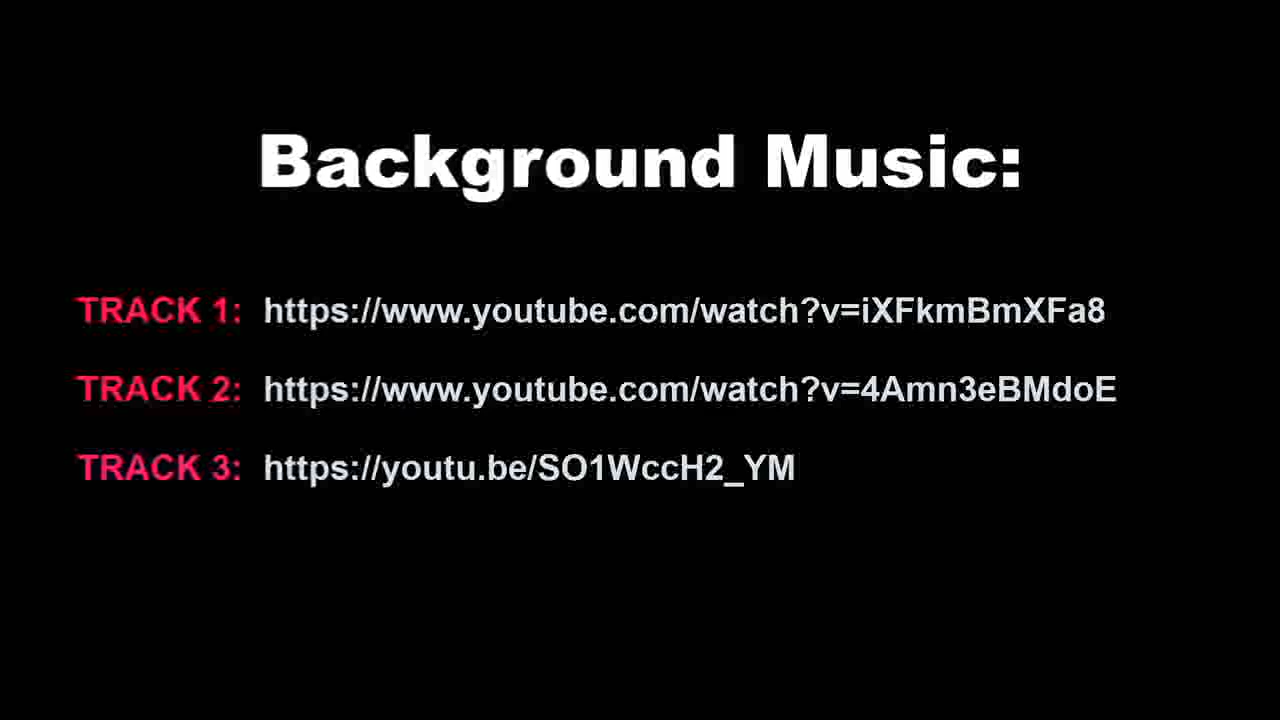 Background Music:
TRACK 1: https://www.youtube.com/watch?v=iXFkmBmXFa8
TRACK 2: https://www.youtube.com/watch?v=4Amn3eBMdoE
TRACK 3: https://youtu.be/SO1WccH2_YM